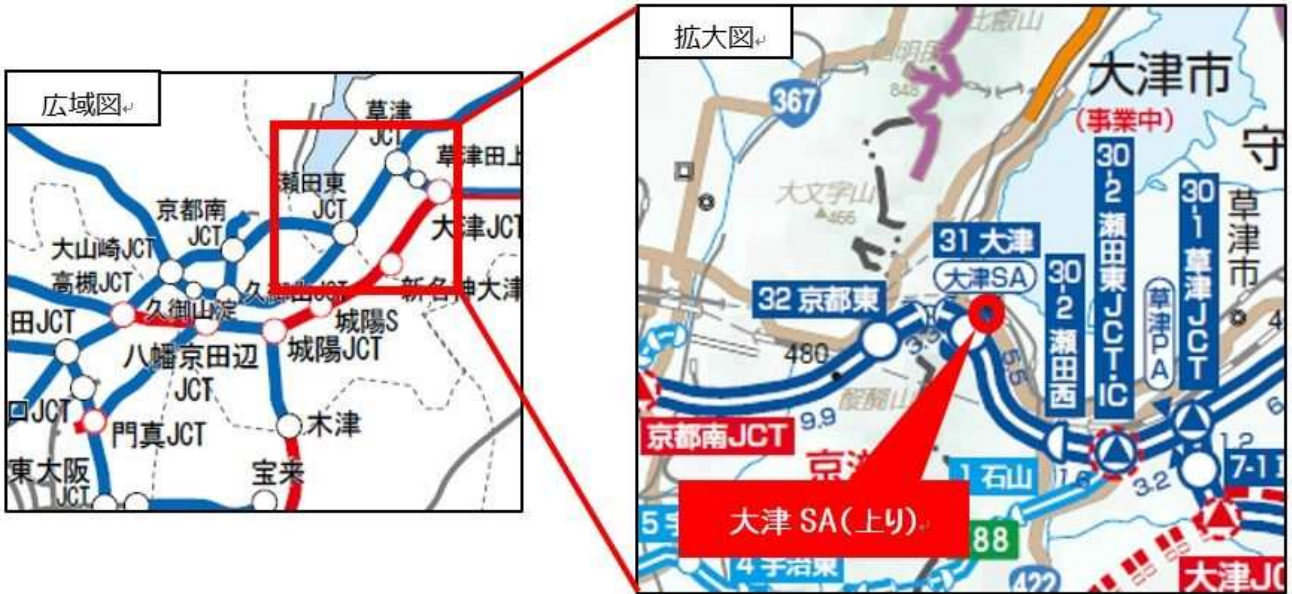 広域図
草津
JCT
草津田上
瀬田東
JCT
大津JCT
京都南
JCT
大山崎JCT
高槻JCT
新名神大津
久御山淀
城陽S
田JCT
城陽JCT
八幡京田辺
JCT
口JCT
門真JCT
木津
東大阪
JCT
宝来
拡大図
比叡山
848
367
大津市
(事業中)
守
大文字山
466
草津市
31 大津
大津SA
30-2 瀬田西
30-2 瀬田東JCT・IC
草津PA
30-1 草津JCT
32 京都東
480
5.5
醍醐山
9.9
京都南JCT
1.6
3.2
1.2
6
4
7-1
1 石山
大津 SA(上り)
88
4 宇治東
422
大津JC